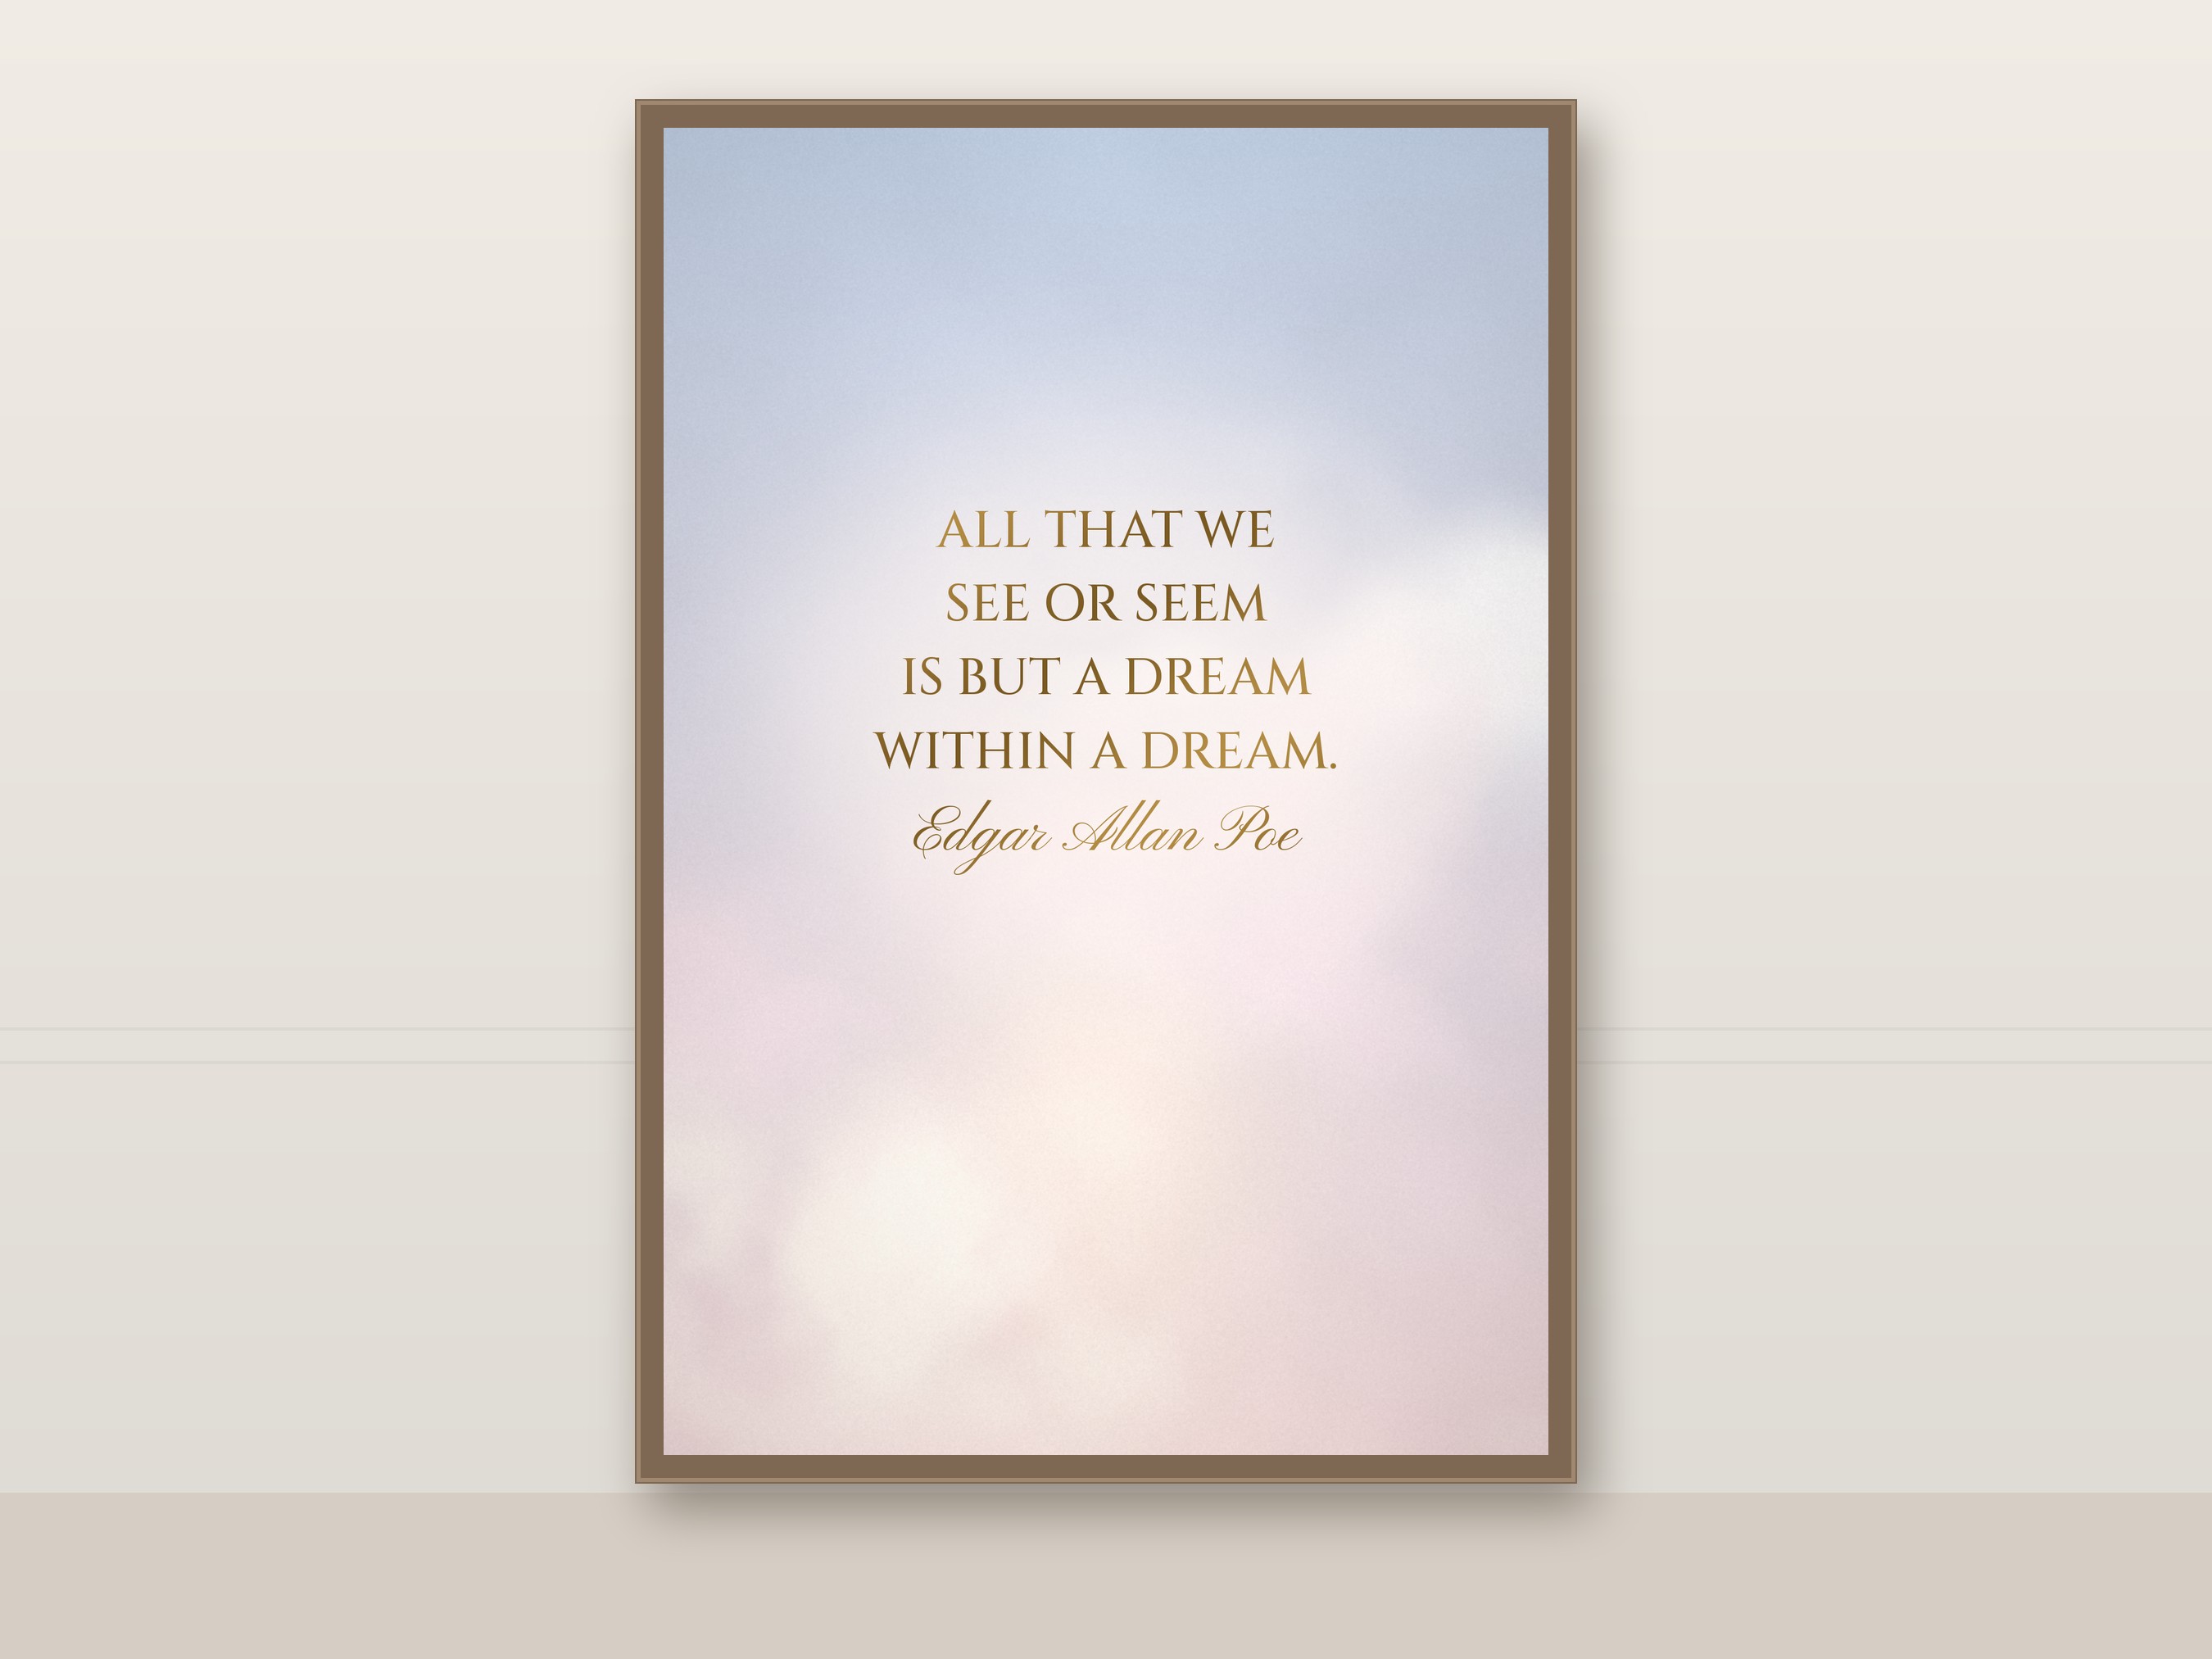 ALL THAT WE
SEE OR SEEM
IS BUT A DREAM
WITHIN A DREAM.
Edgar Allan Poe